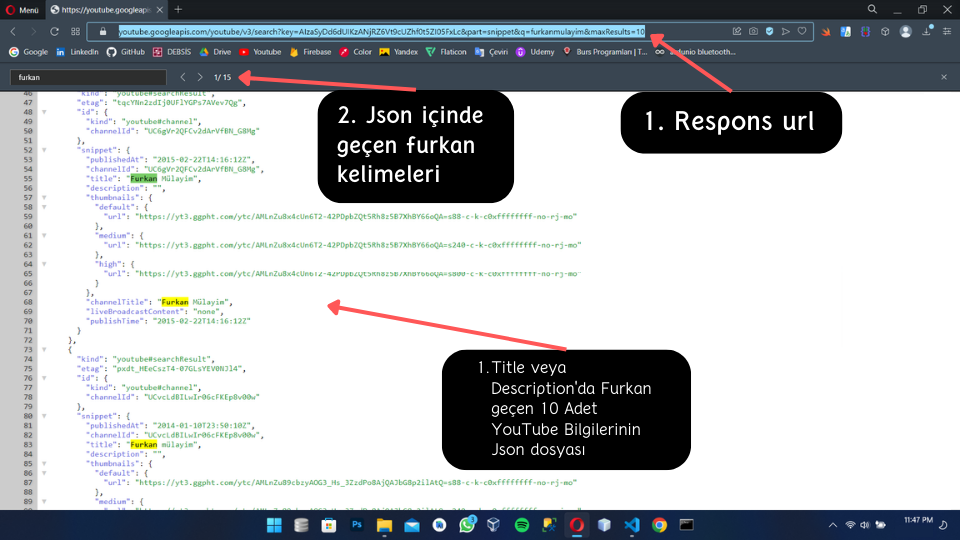 Menü
https://youtube.googleapis.
youtube.googleapis.com/youtube/v3/search?key=AIzaSyDd6dUIKzANjRZ6Vt9cUZhf0t5ZI05FxLc&part=snippet&q=furkanmulayim&maxResults=10
Google LinkedIn GitHub DEBSİS Drive Youtube Firebase Color Yandex Flaticon Çeviri Udemy Burs Programları | T... bluetooth...
furkan 1/ 15
46 "kind": "youtube#searchResult",
47 "etag": "tqcYNn2zdIj0UFlYGPs7AVev7Qg",
48 "id": {
49 "kind": "youtube#channel",
50 "channelId": "UC6gVr2QFCv2dArVfBN_G8Mg"
51 },
52 "snippet": {
53 "publishedAt": "2015-02-22T14:16:12Z",
54 "channelId": "UC6gVr2QFCv2dArVfBN_G8Mg",
55 "title": "Furkan Mülayim",
56 "description": "",
57 "thumbnails": {
58 "default": {
59 "url": "https://yt3.ggpht.com/ytc/AMLnZu8x4cUn6T2-42PDpbZQt5Rh8z5B7XhBY66oQA=s88-c-k-c0xffffffff-no-rj-mo"
60 },
61 "medium": {
62 "url": "https://yt3.ggpht.com/ytc/AMLnZu8x4cUn6T2-42PDpbZQt5Rh8z5B7XhBY66oQA=s240-c-k-c0xffffffff-no-rj-mo"
63 },
64 "high": {
65 "url": "https://yt3.ggpht.com/ytc/AMLnZu8x4cUn6T2-42PDpbZQt5Rh8z5B7XhBY66oQA=s800-c-k-c0xffffffff-no-rj-mo"
66 }
67 },
68 "channelTitle": "Furkan Mülayim",
69 "liveBroadcastContent": "none",
70 "publishTime": "2015-02-22T14:16:12Z"
71 }
72 },
73 {
74 "kind": "youtube#searchResult",
75 "etag": "pxdt_HEeCszT4-07GLsYEV0NJl4",
76 "id": {
77 "kind": "youtube#channel",
78 "channelId": "UCvcLdBILwIr06cFKEp8v00w"
79 },
80 "snippet": {
81 "publishedAt": "2014-01-10T23:50:10Z",
82 "channelId": "UCvcLdBILwIr06cFKEp8v00w",
83 "title": "Furkan mülayim",
84 "description": "",
85 "thumbnails": {
86 "default": {
87 "url": "https://yt3.ggpht.com/ytc/AMLnZu09cbzyAOG3_Hs_3ZzdPo8AjQAJbG8p2ilAtQ=s88-c-k-c0xffffffff-no-rj-mo"
88 },
89 "medium": {
1. Respons url
2. Json içinde
geçen furkan
kelimeleri
1. Title veya
Description'da Furkan
geçen 10 Adet
YouTube Bilgilerinin
Json dosyası
11:47 PM